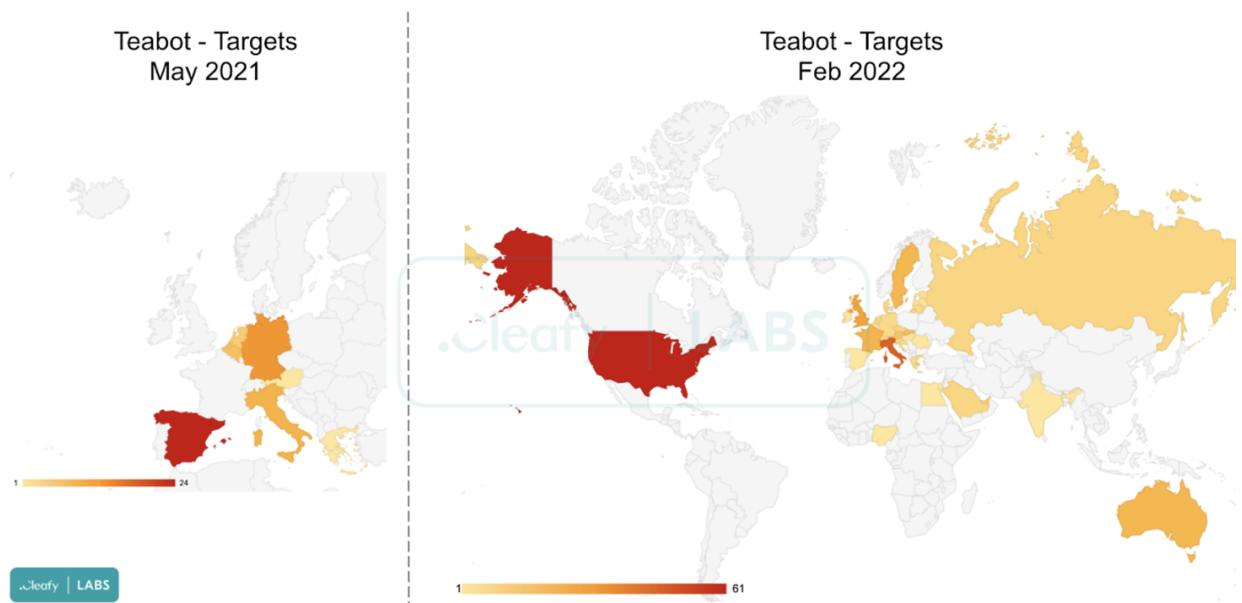 Teabot - Targets
May 2021
Teabot - Targets
Feb 2022
.Cleafy | LABS
1 24
.Cleafy | LABS
1 61